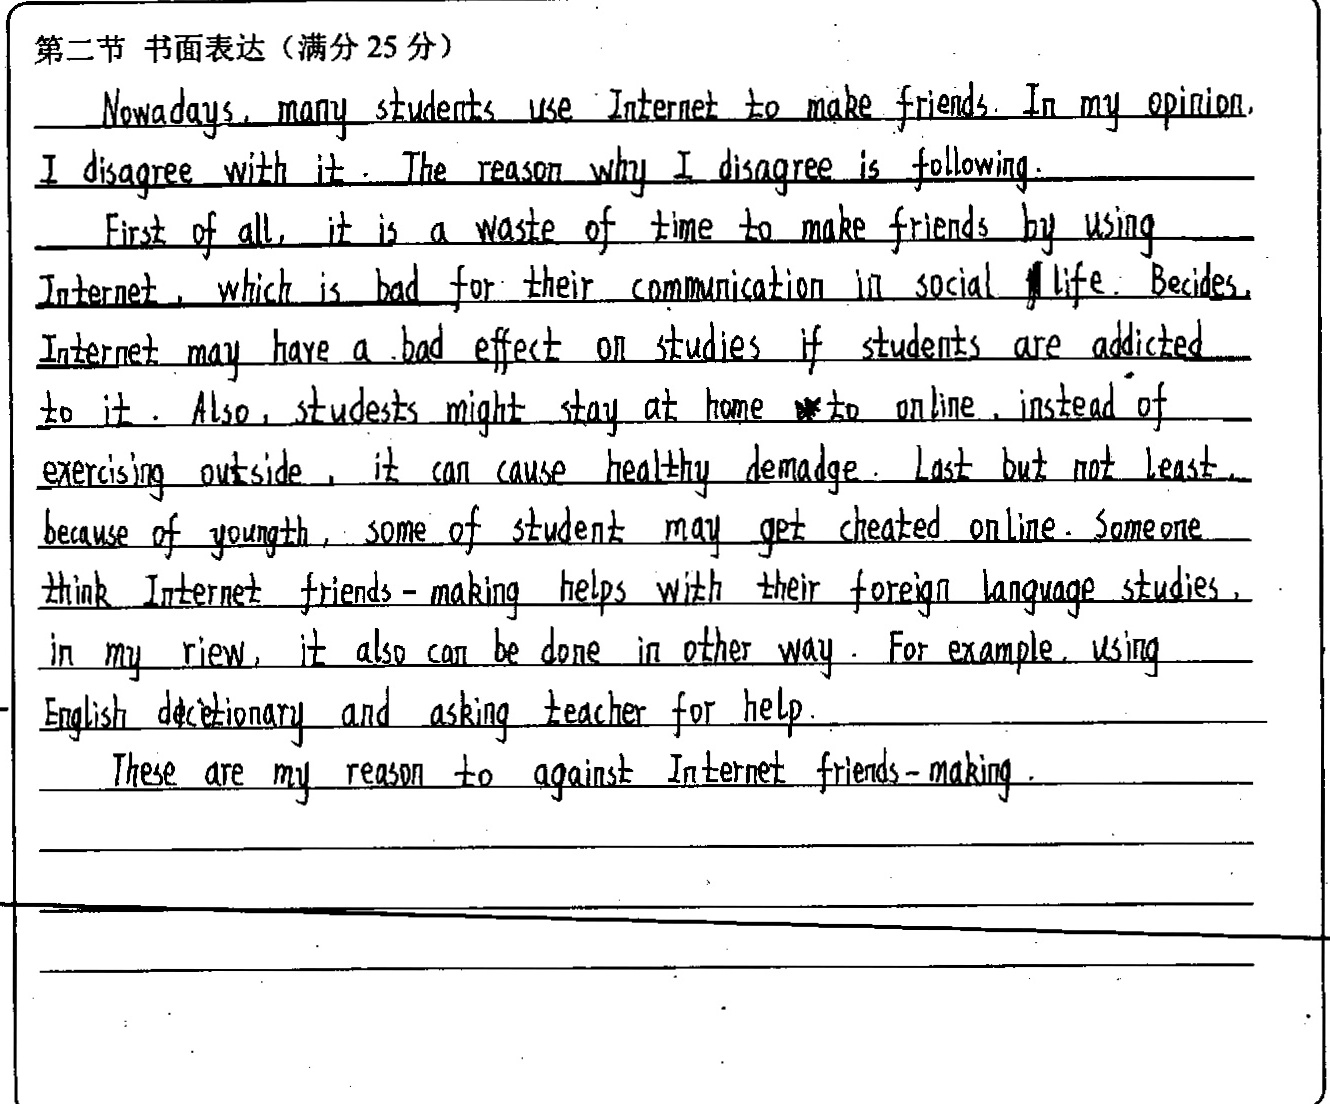 第二节 书面表达（满分 25 分）
Nowadays, many students use Internet to make friends. In my opinion,
I disagree with it. The reason why I disagree is following.
First of all, it is a waste of time to make friends by using
Internet, which is bad for their communication in social life. Becides,
Internet may have a bad effect on studies if students are addicted
to it. Also, studests might stay at home to online, instead of
exercising outside, it can cause healthy demadge. Last but not least,
because of youngth, some of student may get cheated online. Someone
think Internet friends-making helps with their foreign language studies,
in my riew, it also can be done in other way. For example, using
English dicetionary and asking teacher for help.
These are my reason to against Internet friends-making.